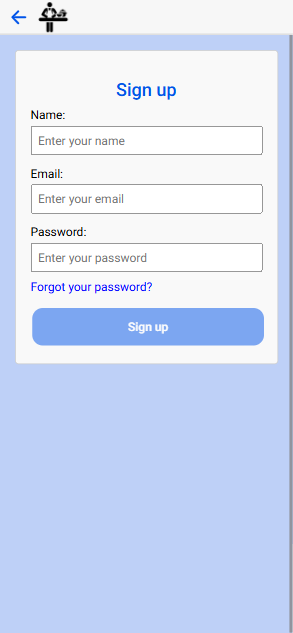 Sign up
Name:
Enter your name
Email:
Enter your email
Password:
Enter your password
Forgot your password?
Sign up